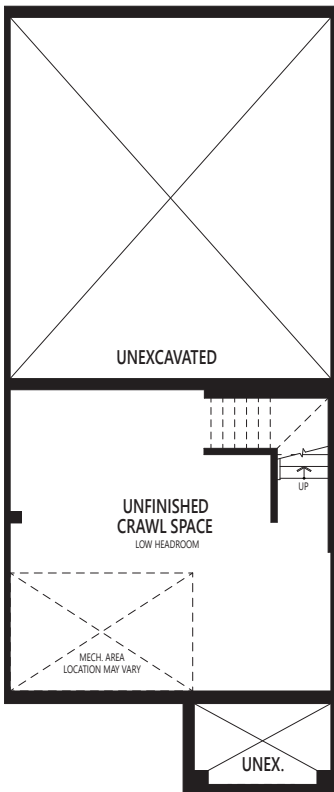 UNEXCAVATED
UP
UNFINISHED
CRAWL SPACE
LOW HEADROOM
MECH. AREA
LOCATION MAY VARY
UNEX.